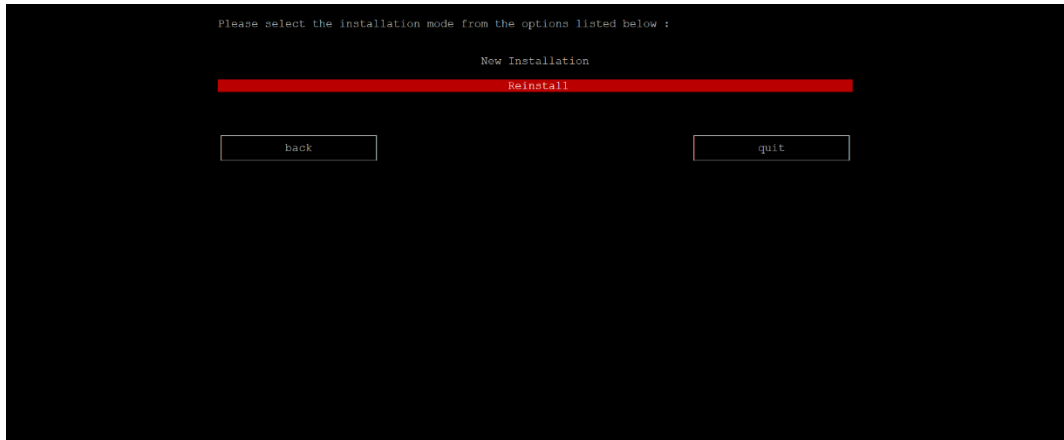 Please select the installation mode from the options listed below :
New Installation
Reinstall
back
quit